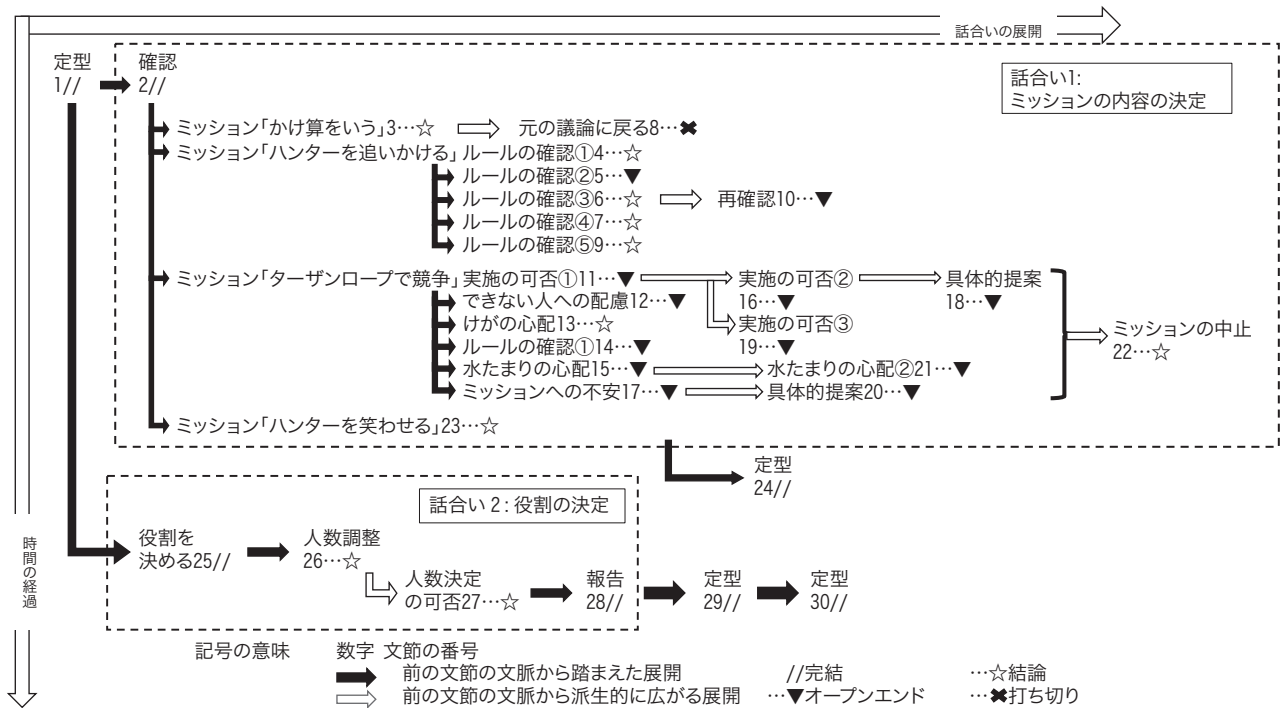 話合いの展開
定型
1//
確認
2//
話合い1:
ミッションの内容の決定
ミッション「かけ算をいう」3…☆
元の議論に戻る8…✖
ミッション「ハンターを追いかける」ルールの確認①4…☆
ルールの確認②5…▼
ルールの確認③6…☆
再確認10…▼
ルールの確認④7…☆
ルールの確認⑤9…☆
ミッション「ターザンロープで競争」実施の可否①11…▼
実施の可否②
16…▼
具体的提案
18…▼
できない人への配慮12…▼
けがの心配13…☆
実施の可否③
19…▼
ルールの確認①14…▼
水たまりの心配15…▼
水たまりの心配②21…▼
ミッションへの不安17…▼
具体的提案20…▼
ミッションの中止
22…☆
ミッション「ハンターを笑わせる」23…☆
定型
24//
話合い2:役割の決定
役割を
決める25//
人数調整
26…☆
人数決定
の可否27…☆
報告
28//
定型
29//
定型
30//
時間の経過
記号の意味 数字 文節の番号
前の文節の文脈から踏まえた展開 //完結 …☆結論
前の文節の文脈から派生的に広がる展開 …▼オープンエンド …✖打ち切り